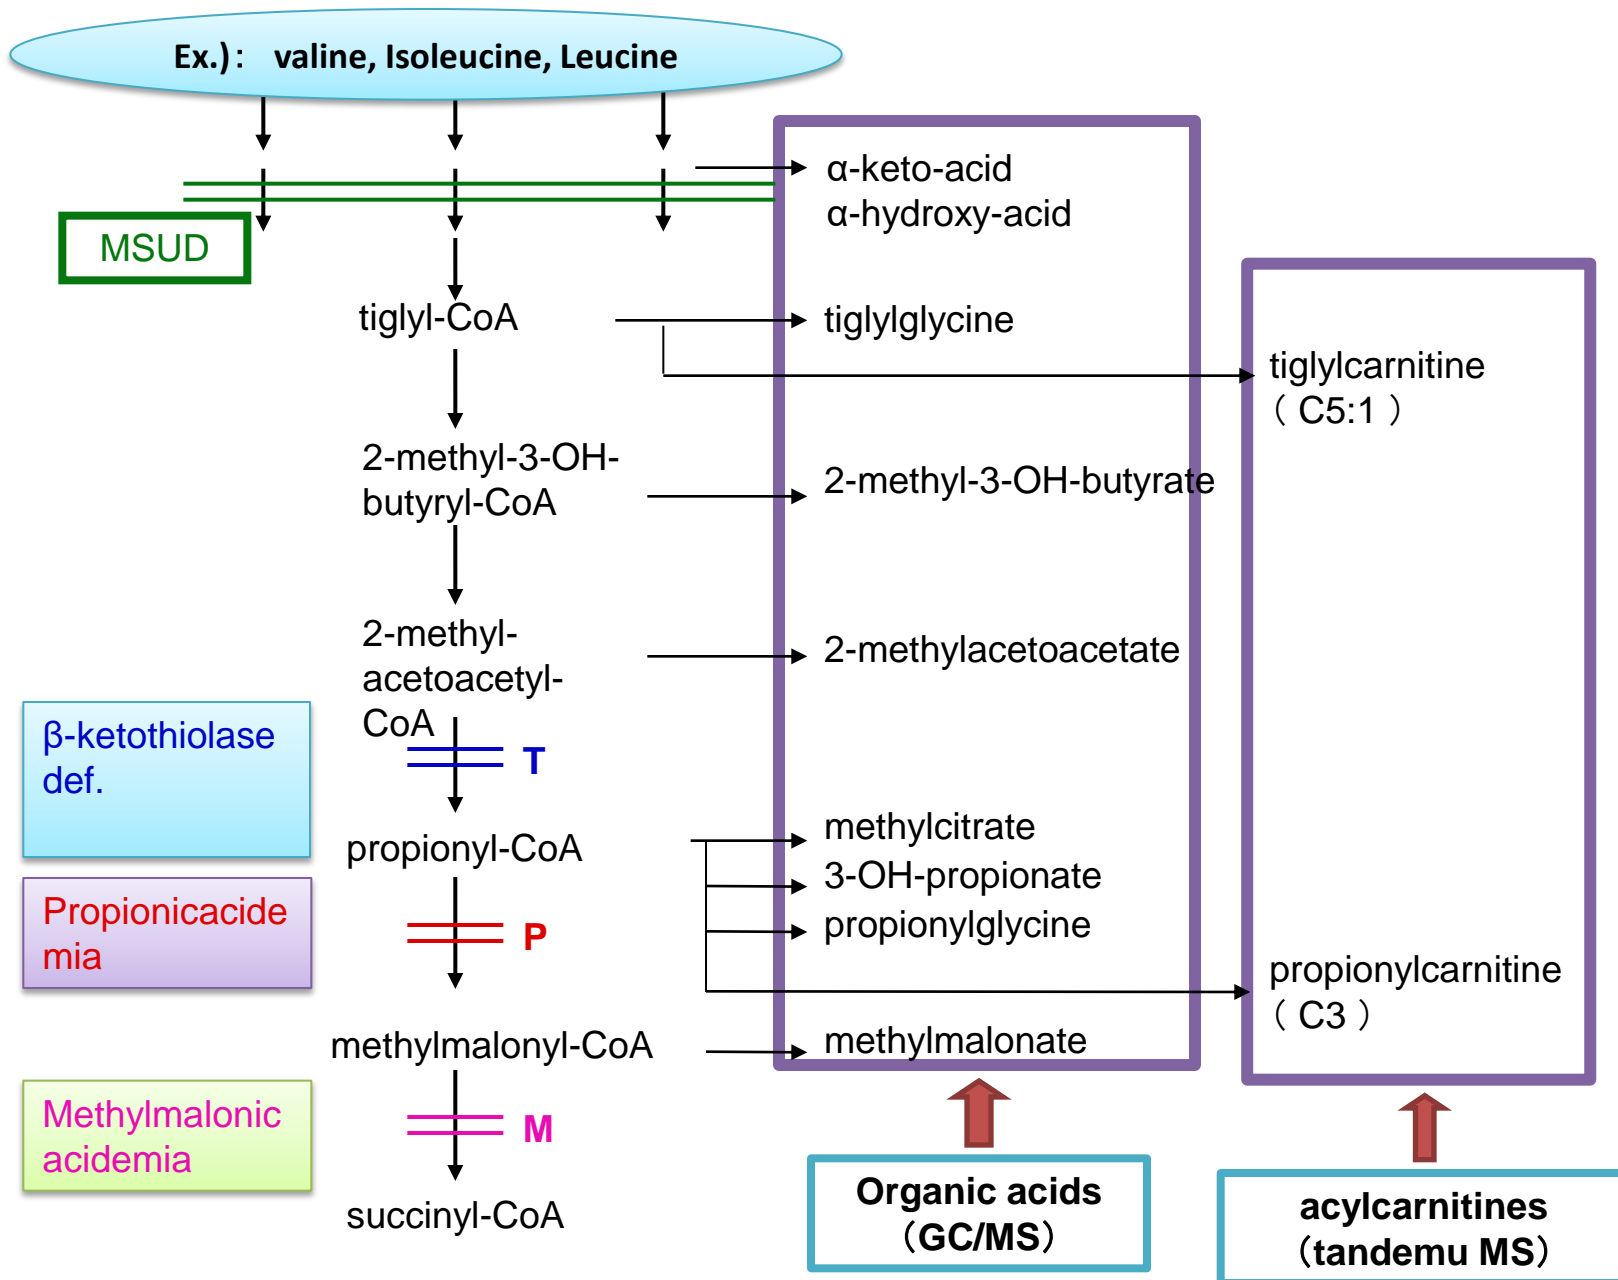 Ex.)： valine, Isoleucine, Leucine
α-keto-acid
α-hydroxy-acid
MSUD
tiglyl-CoA
tiglylglycine
tiglylcarnitine
（ C5:1 ）
2-methyl-3-OH-
butyryl-CoA
2-methyl-3-OH-butyrate
2-methyl-
acetoacetyl-
CoA
2-methylacetoacetate
β-ketothiolase
def.
T
propionyl-CoA
methylcitrate
3-OH-propionate
propionylglycine
Propionicacide
mia
P
propionylcarnitine
（ C3 ）
methylmalonyl-CoA
methylmalonate
Methylmalonic
acidemia
M
succinyl-CoA
Organic acids
（GC/MS）
acylcarnitines
（tandemu MS）